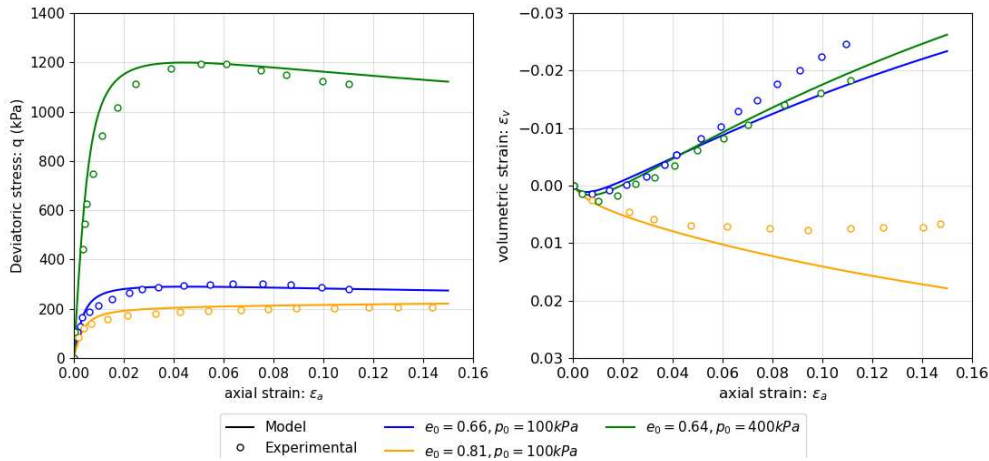 1400
1200
1000
800
600
400
200
0
Deviatoric stress: q (kPa)
0.00 0.02 0.04 0.06 0.08 0.10 0.12 0.14 0.16
axial strain: εₐ
−0.03
−0.02
−0.01
0.00
0.01
0.02
0.03
volumetric strain: εᵥ
0.00 0.02 0.04 0.06 0.08 0.10 0.12 0.14 0.16
axial strain: εₐ
Model
Experimental
e₀ = 0.66, p₀ = 100kPa
e₀ = 0.81, p₀ = 100kPa
e₀ = 0.64, p₀ = 400kPa